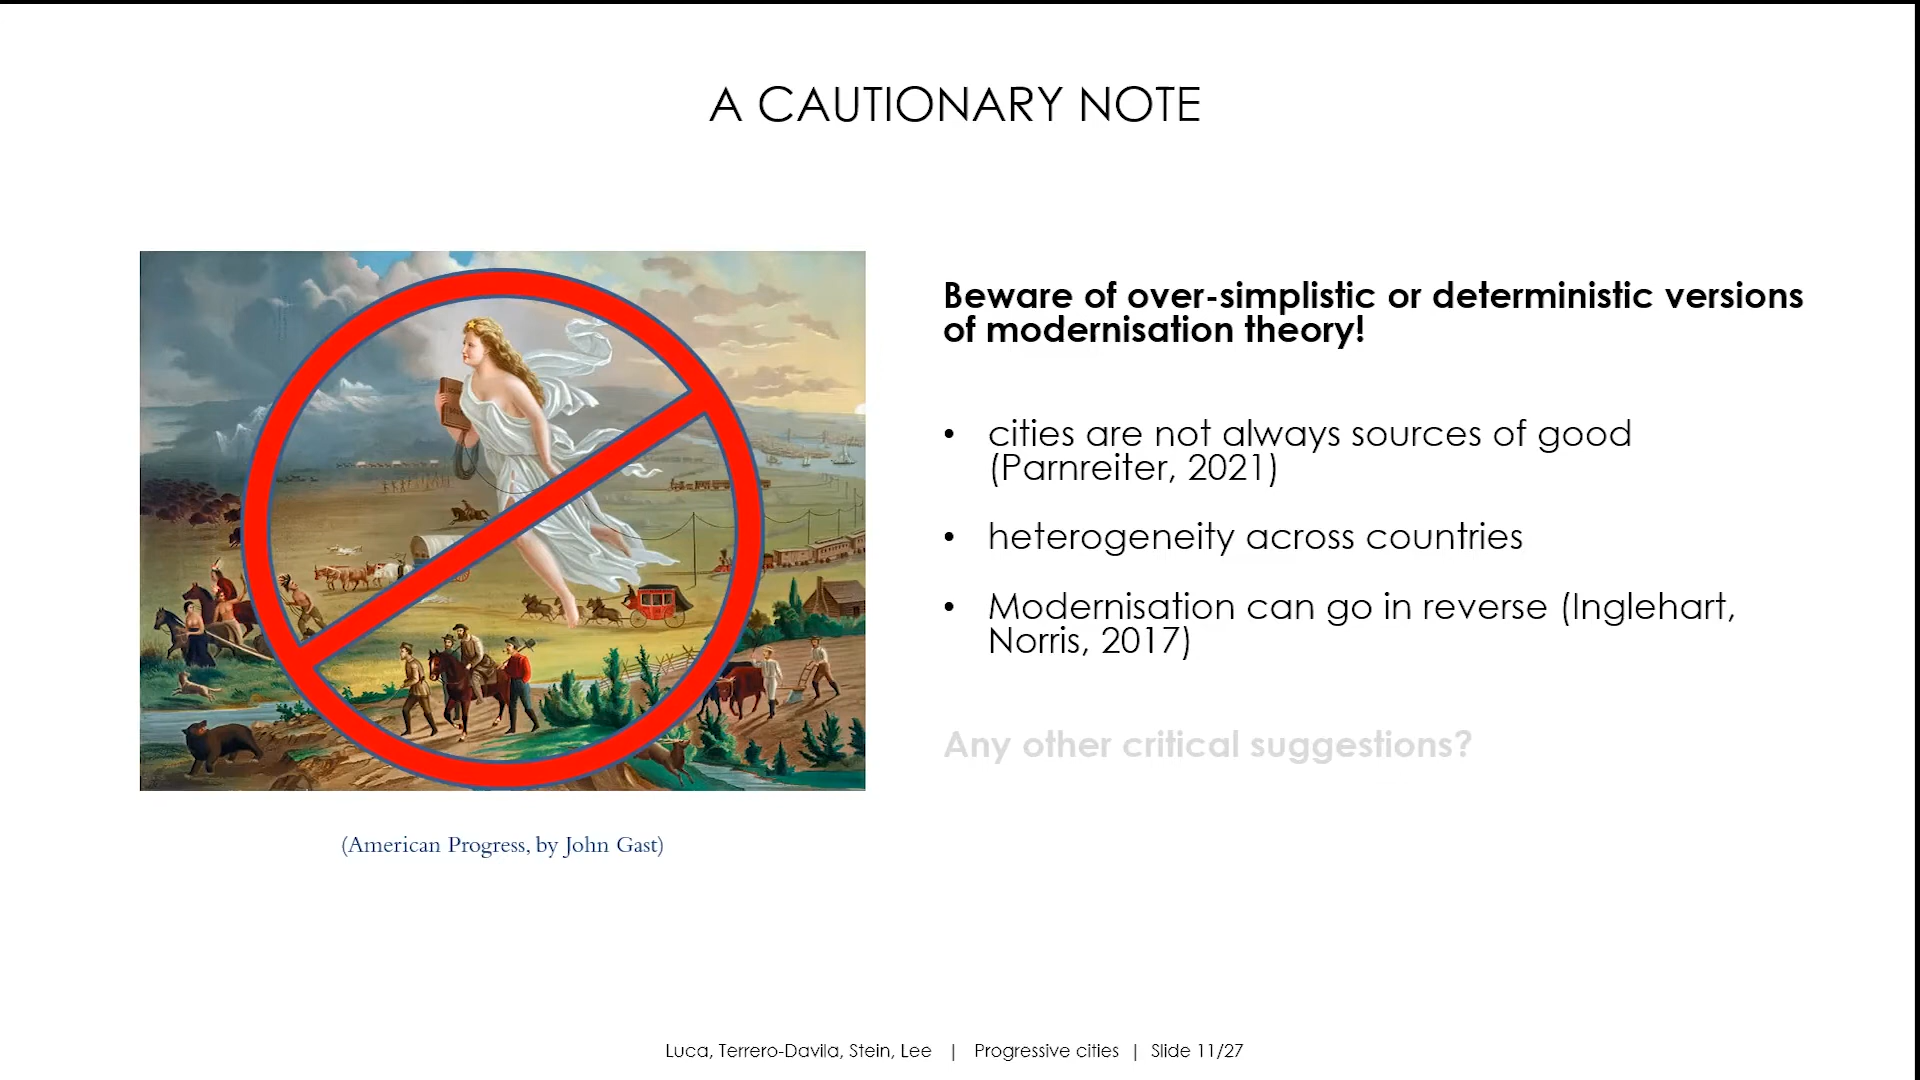 A CAUTIONARY NOTE
Beware of over-simplistic or deterministic versions
of modernisation theory!
• cities are not always sources of good
(Parnreiter, 2021)
• heterogeneity across countries
• Modernisation can go in reverse (Inglehart,
Norris, 2017)
Any other critical suggestions?
(American Progress, by John Gast)
Luca, Terrero-Davila, Stein, Lee | Progressive cities | Slide 11/27